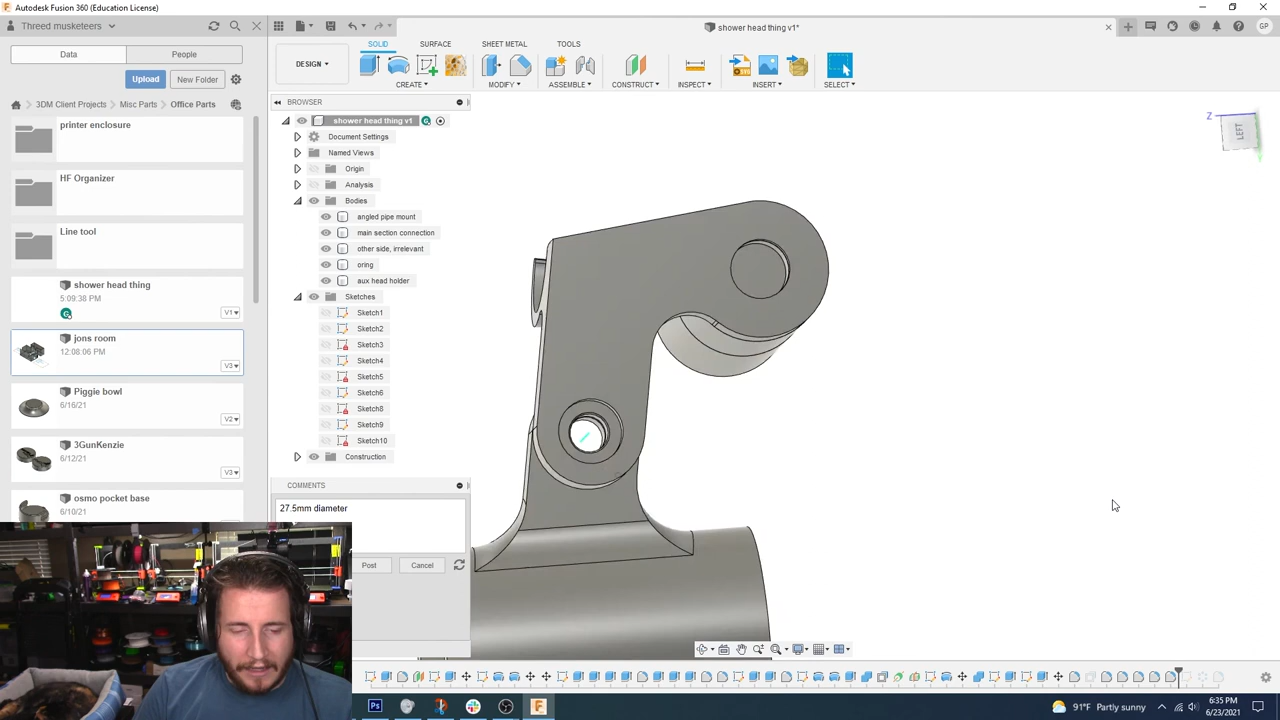 Autodesk Fusion 360 (Education License)
Threed musketeers
shower head thing v1*
GP
Data
People
Upload
New Folder
3DM Client Projects
Misc Parts
Office Parts
printer enclosure
HF Organizer
Line tool
shower head thing
5:09:38 PM
V1
jons room
12:08:06 PM
V3
Piggie bowl
6/16/21
V2
3GunKenzie
6/12/21
V3
osmo pocket base
6/10/21
DESIGN
SOLID
SURFACE
SHEET METAL
TOOLS
CREATE
MODIFY
ASSEMBLE
CONSTRUCT
INSPECT
INSERT
SELECT
BROWSER
shower head thing v1
Document Settings
Named Views
Origin
Analysis
Bodies
angled pipe mount
main section connection
other side, irrelevant
oring
aux head holder
Sketches
Sketch1
Sketch2
Sketch3
Sketch4
Sketch5
Sketch6
Sketch8
Sketch9
Sketch10
Construction
COMMENTS
27.5mm diameter
Post
Cancel
Z
LEFT
91°F Partly sunny
6:35 PM
6/23/2021